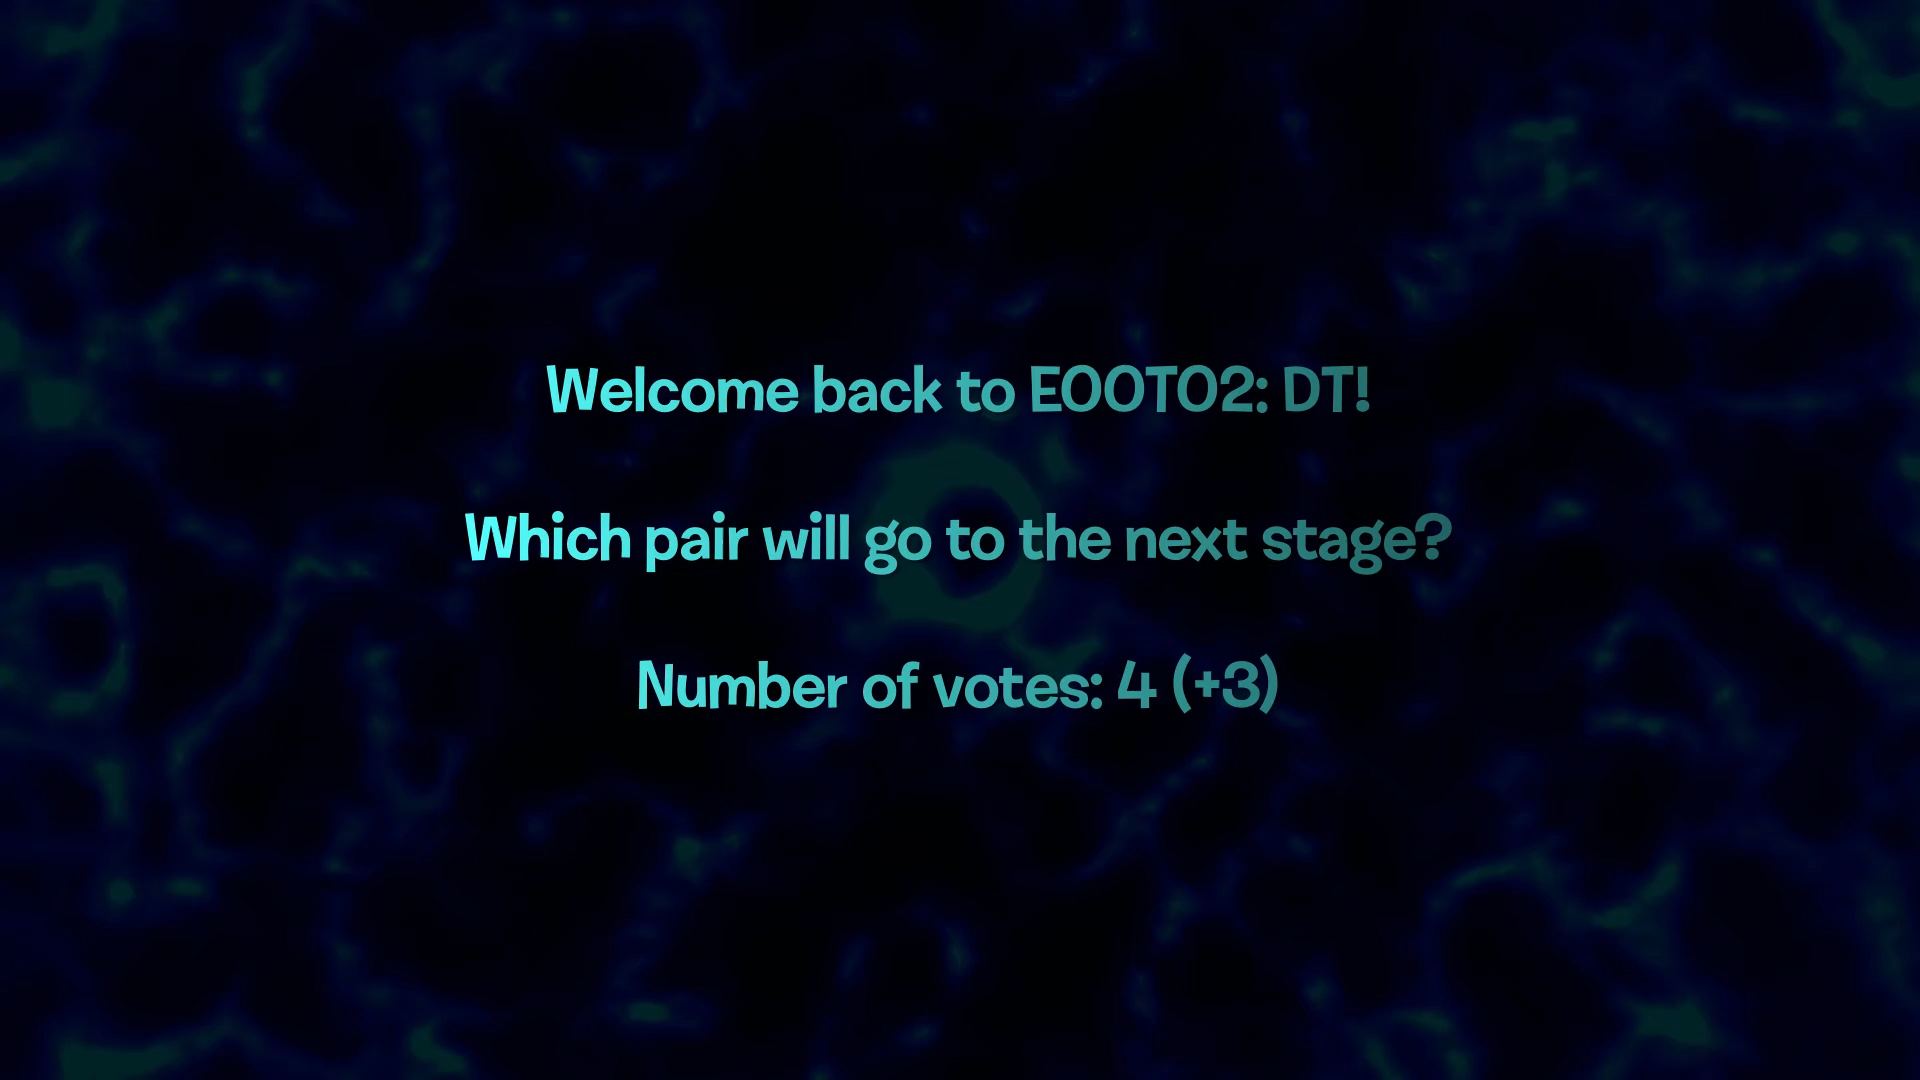 Welcome back to EOOTO2: DT!
Which pair will go to the next stage?
Number of votes: 4 (+3)